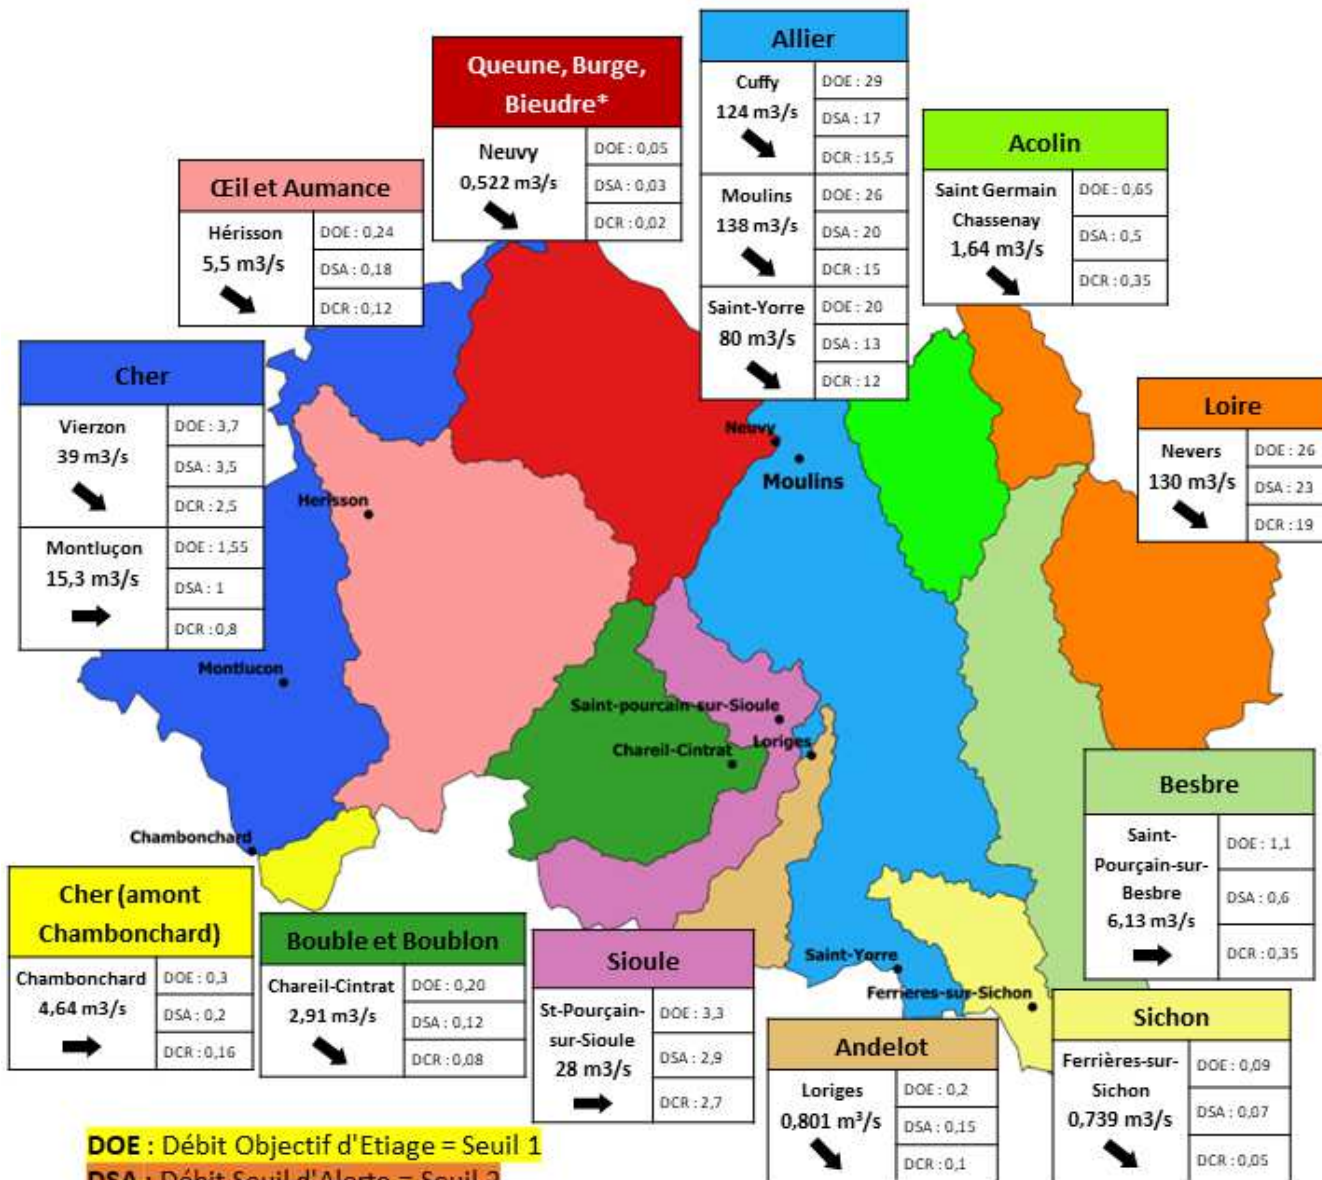 Allier
Cuffy
124 m3/s
DOE : 29
DSA : 17
DCR : 15,5
Moulins
138 m3/s
DOE : 26
DSA : 20
DCR : 15
Saint-Yorre
80 m3/s
DOE : 20
DSA : 13
DCR : 12
Queune, Burge,
Bieudre*
Neuvy
0,522 m3/s
DOE : 0,05
DSA : 0,03
DCR : 0,02
Acolin
Saint Germain
Chassenay
1,64 m3/s
DOE : 0,65
DSA : 0,5
DCR : 0,35
Œil et Aumance
Hérisson
5,5 m3/s
DOE : 0,24
DSA : 0,18
DCR : 0,12
Cher
Vierzon
39 m3/s
DOE : 3,7
DSA : 3,5
DCR : 2,5
Montluçon
15,3 m3/s
DOE : 1,55
DSA : 1
DCR : 0,8
Loire
Nevers
130 m3/s
DOE : 26
DSA : 23
DCR : 19
Neuvy
Moulins
Herisson
Montlucon
Saint-pourcain-sur-Sioule
Chareil-Cintrat
Loriges
Chambonchard
Saint-Yorre
Ferrieres-sur-Sichon
Besbre
Saint-
Pourçain-sur-
Besbre
6,13 m3/s
DOE : 1,1
DSA : 0,6
DCR : 0,35
Cher (amont
Chambonchard)
Chambonchard
4,64 m3/s
DOE : 0,3
DSA : 0,2
DCR : 0,16
Bouble et Boublon
Chareil-Cintrat
2,91 m3/s
DOE : 0,20
DSA : 0,12
DCR : 0,08
Sioule
St-Pourçain-
sur-Sioule
28 m3/s
DOE : 3,3
DSA : 2,9
DCR : 2,7
Andelot
Loriges
0,801 m³/s
DOE : 0,2
DSA : 0,15
DCR : 0,1
Sichon
Ferrières-sur-
Sichon
0,739 m3/s
DOE : 0,09
DSA : 0,07
DCR : 0,05
DOE : Débit Objectif d'Etiage = Seuil 1
DSA : Débit Seuil d'Alerte = Seuil 2